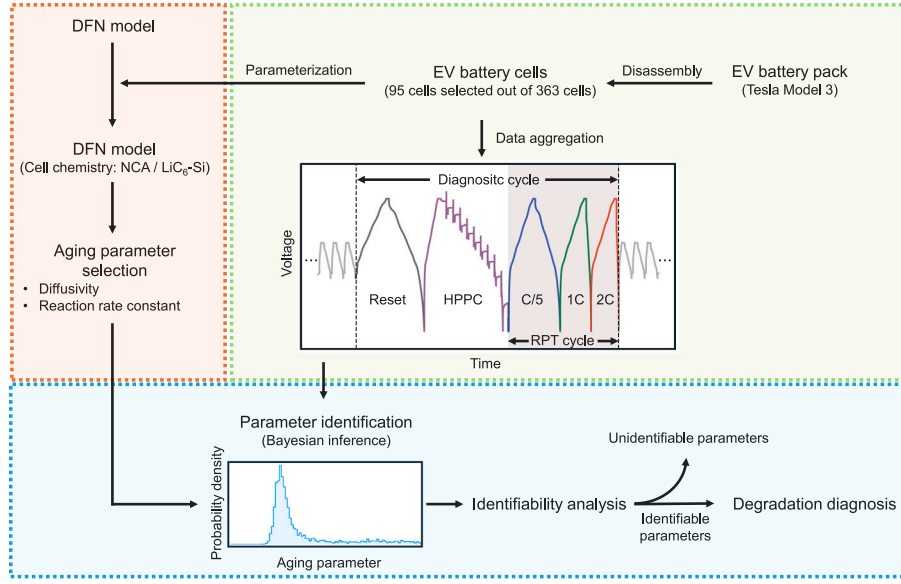 DFN model
Parameterization
EV battery cells
(95 cells selected out of 363 cells)
Disassembly
EV battery pack
(Tesla Model 3)
Data aggregation
DFN model
(Cell chemistry: NCA / LiC₆-Si)
Aging parameter
selection
• Diffusivity
• Reaction rate constant
Diagnositc cycle
Voltage
...
...
Reset
HPPC
C/5
1C
2C
RPT cycle
Time
Parameter identification
(Bayesian inference)
Probability density
Aging parameter
Identifiability analysis
Unidentifiable parameters
Identifiable
parameters
Degradation diagnosis